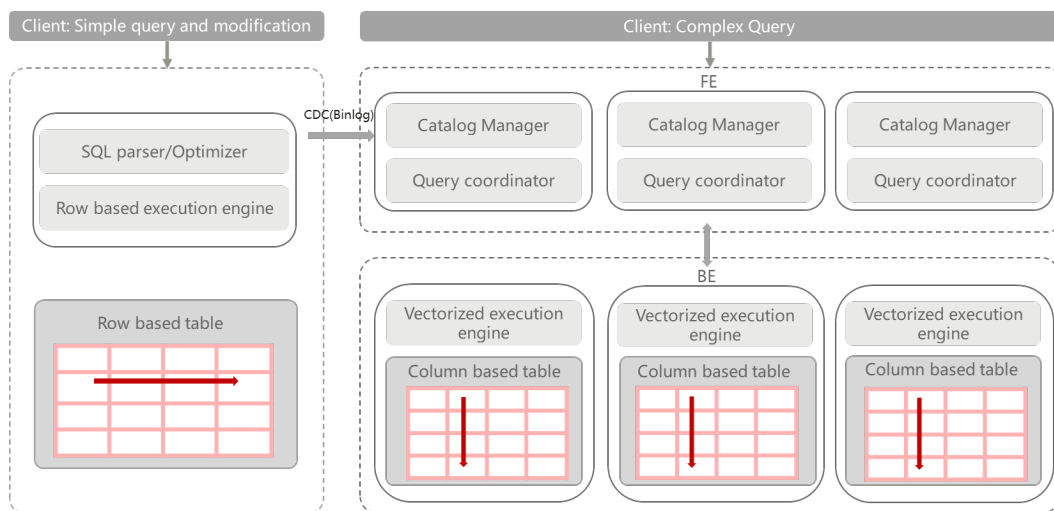 Client: Simple query and modification
Client: Complex Query
CDC(Binlog)
SQL parser/Optimizer
Row based execution engine
Row based table
FE
Catalog Manager
Query coordinator
Catalog Manager
Query coordinator
Catalog Manager
Query coordinator
BE
Vectorized execution
engine
Column based table
Vectorized execution
engine
Column based table
Vectorized execution
engine
Column based table